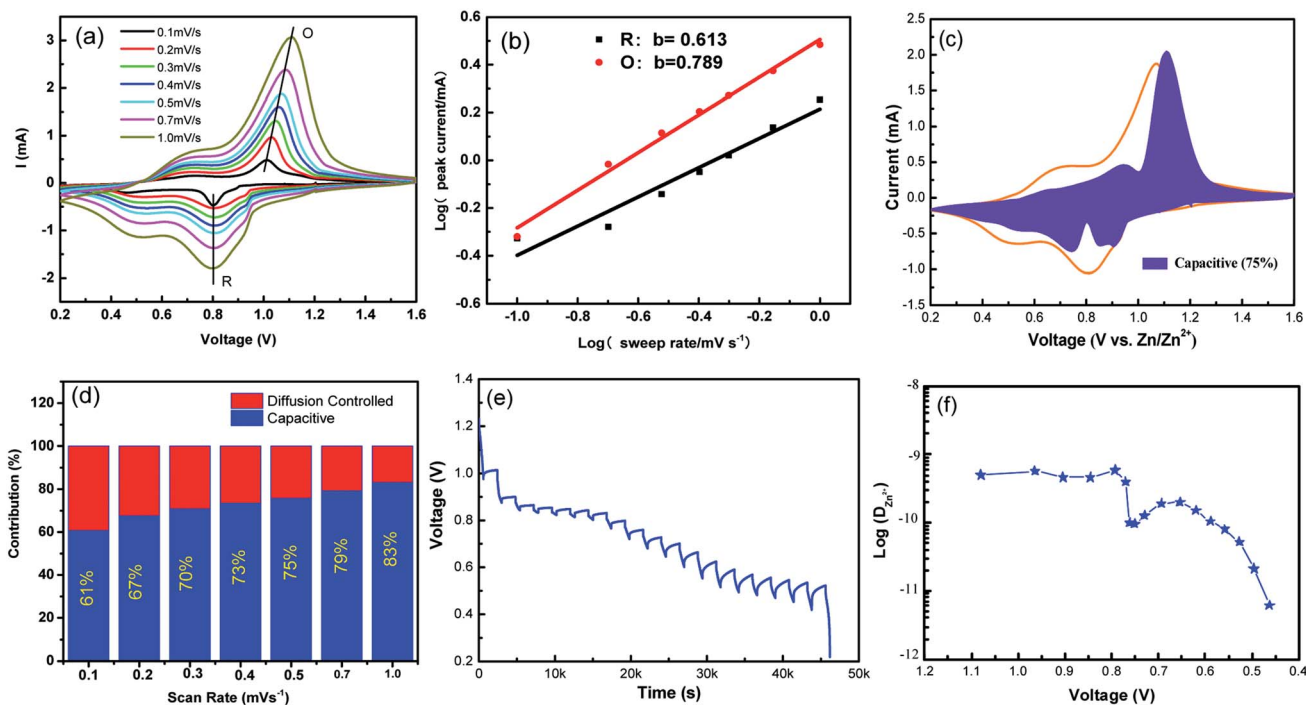 (a)
O
0.1mV/s
0.2mV/s
0.3mV/s
0.4mV/s
0.5mV/s
0.7mV/s
1.0mV/s
R
3
2
1
0
-1
-2
I (mA)
0.2 0.4 0.6 0.8 1.0 1.2 1.4 1.6
Voltage (V)
(b)
R: b= 0.613
O: b=0.789
0.6
0.4
0.2
0.0
-0.2
-0.4
-0.6
Log( peak current/mA)
-1.0 -0.8 -0.6 -0.4 -0.2 0.0
Log( sweep rate/mV s⁻¹)
(c)
Capacitive (75%)
2.5
2.0
1.5
1.0
0.5
0.0
-0.5
-1.0
-1.5
Current (mA)
0.2 0.4 0.6 0.8 1.0 1.2 1.4 1.6
Voltage (V vs. Zn/Zn²⁺)
(d)
Diffusion Controlled
Capacitive
120
100
80
60
40
20
0
Contribution (%)
61%
67%
70%
73%
75%
79%
83%
0.1 0.2 0.3 0.4 0.5 0.7 1.0
Scan Rate (mVs⁻¹)
(e)
1.4
1.2
1.0
0.8
0.6
0.4
0.2
Voltage (V)
0 10k 20k 30k 40k 50k
Time (s)
(f)
-8
-9
-10
-11
-12
Log (D Zn²⁺)
1.2 1.1 1.0 0.9 0.8 0.7 0.6 0.5 0.4
Voltage (V)